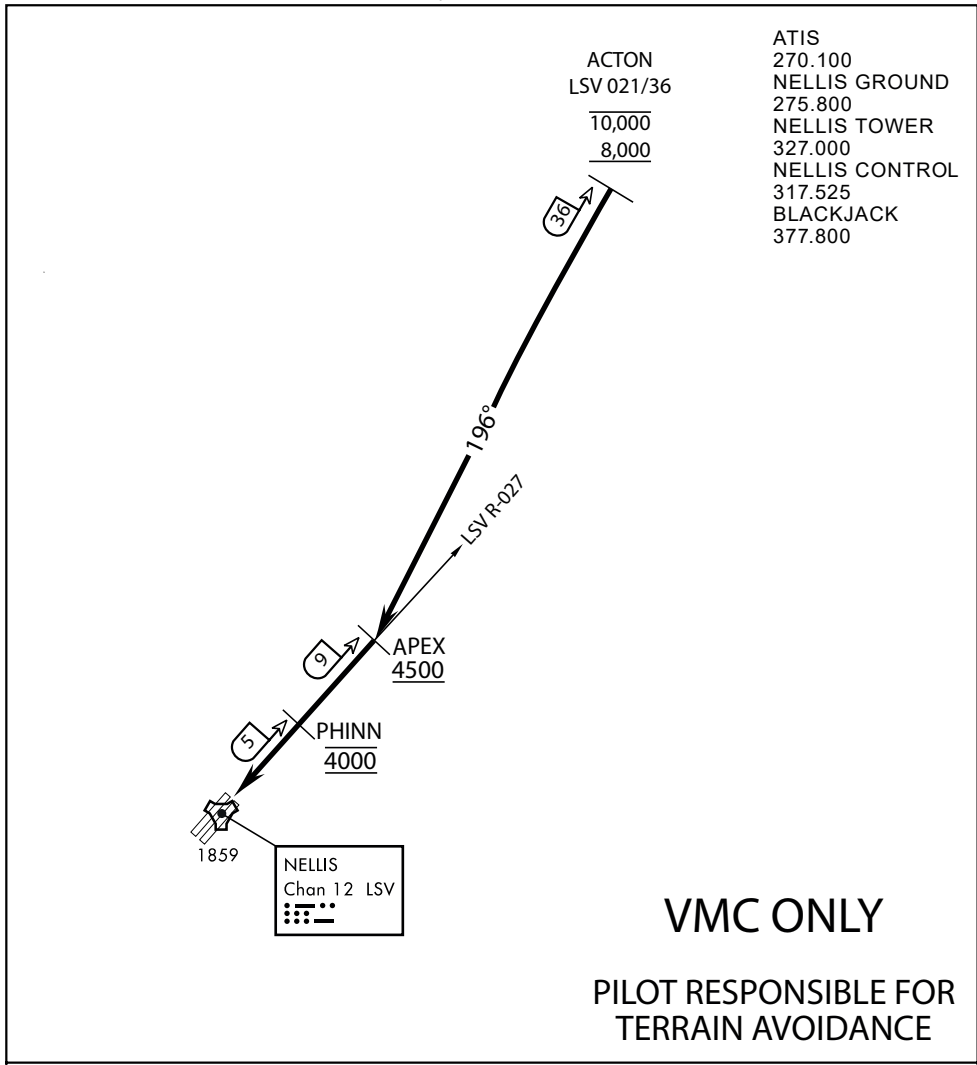 ACTON
LSV 021/36
10,000
8,000
ATIS
270.100
NELLIS GROUND
275.800
NELLIS TOWER
327.000
NELLIS CONTROL
317.525
BLACKJACK
377.800
36
196°
LSV R-027
9
APEX
4500
5
PHINN
4000
1859
NELLIS
Chan 12 LSV
VMC ONLY
PILOT RESPONSIBLE FOR
TERRAIN AVOIDANCE